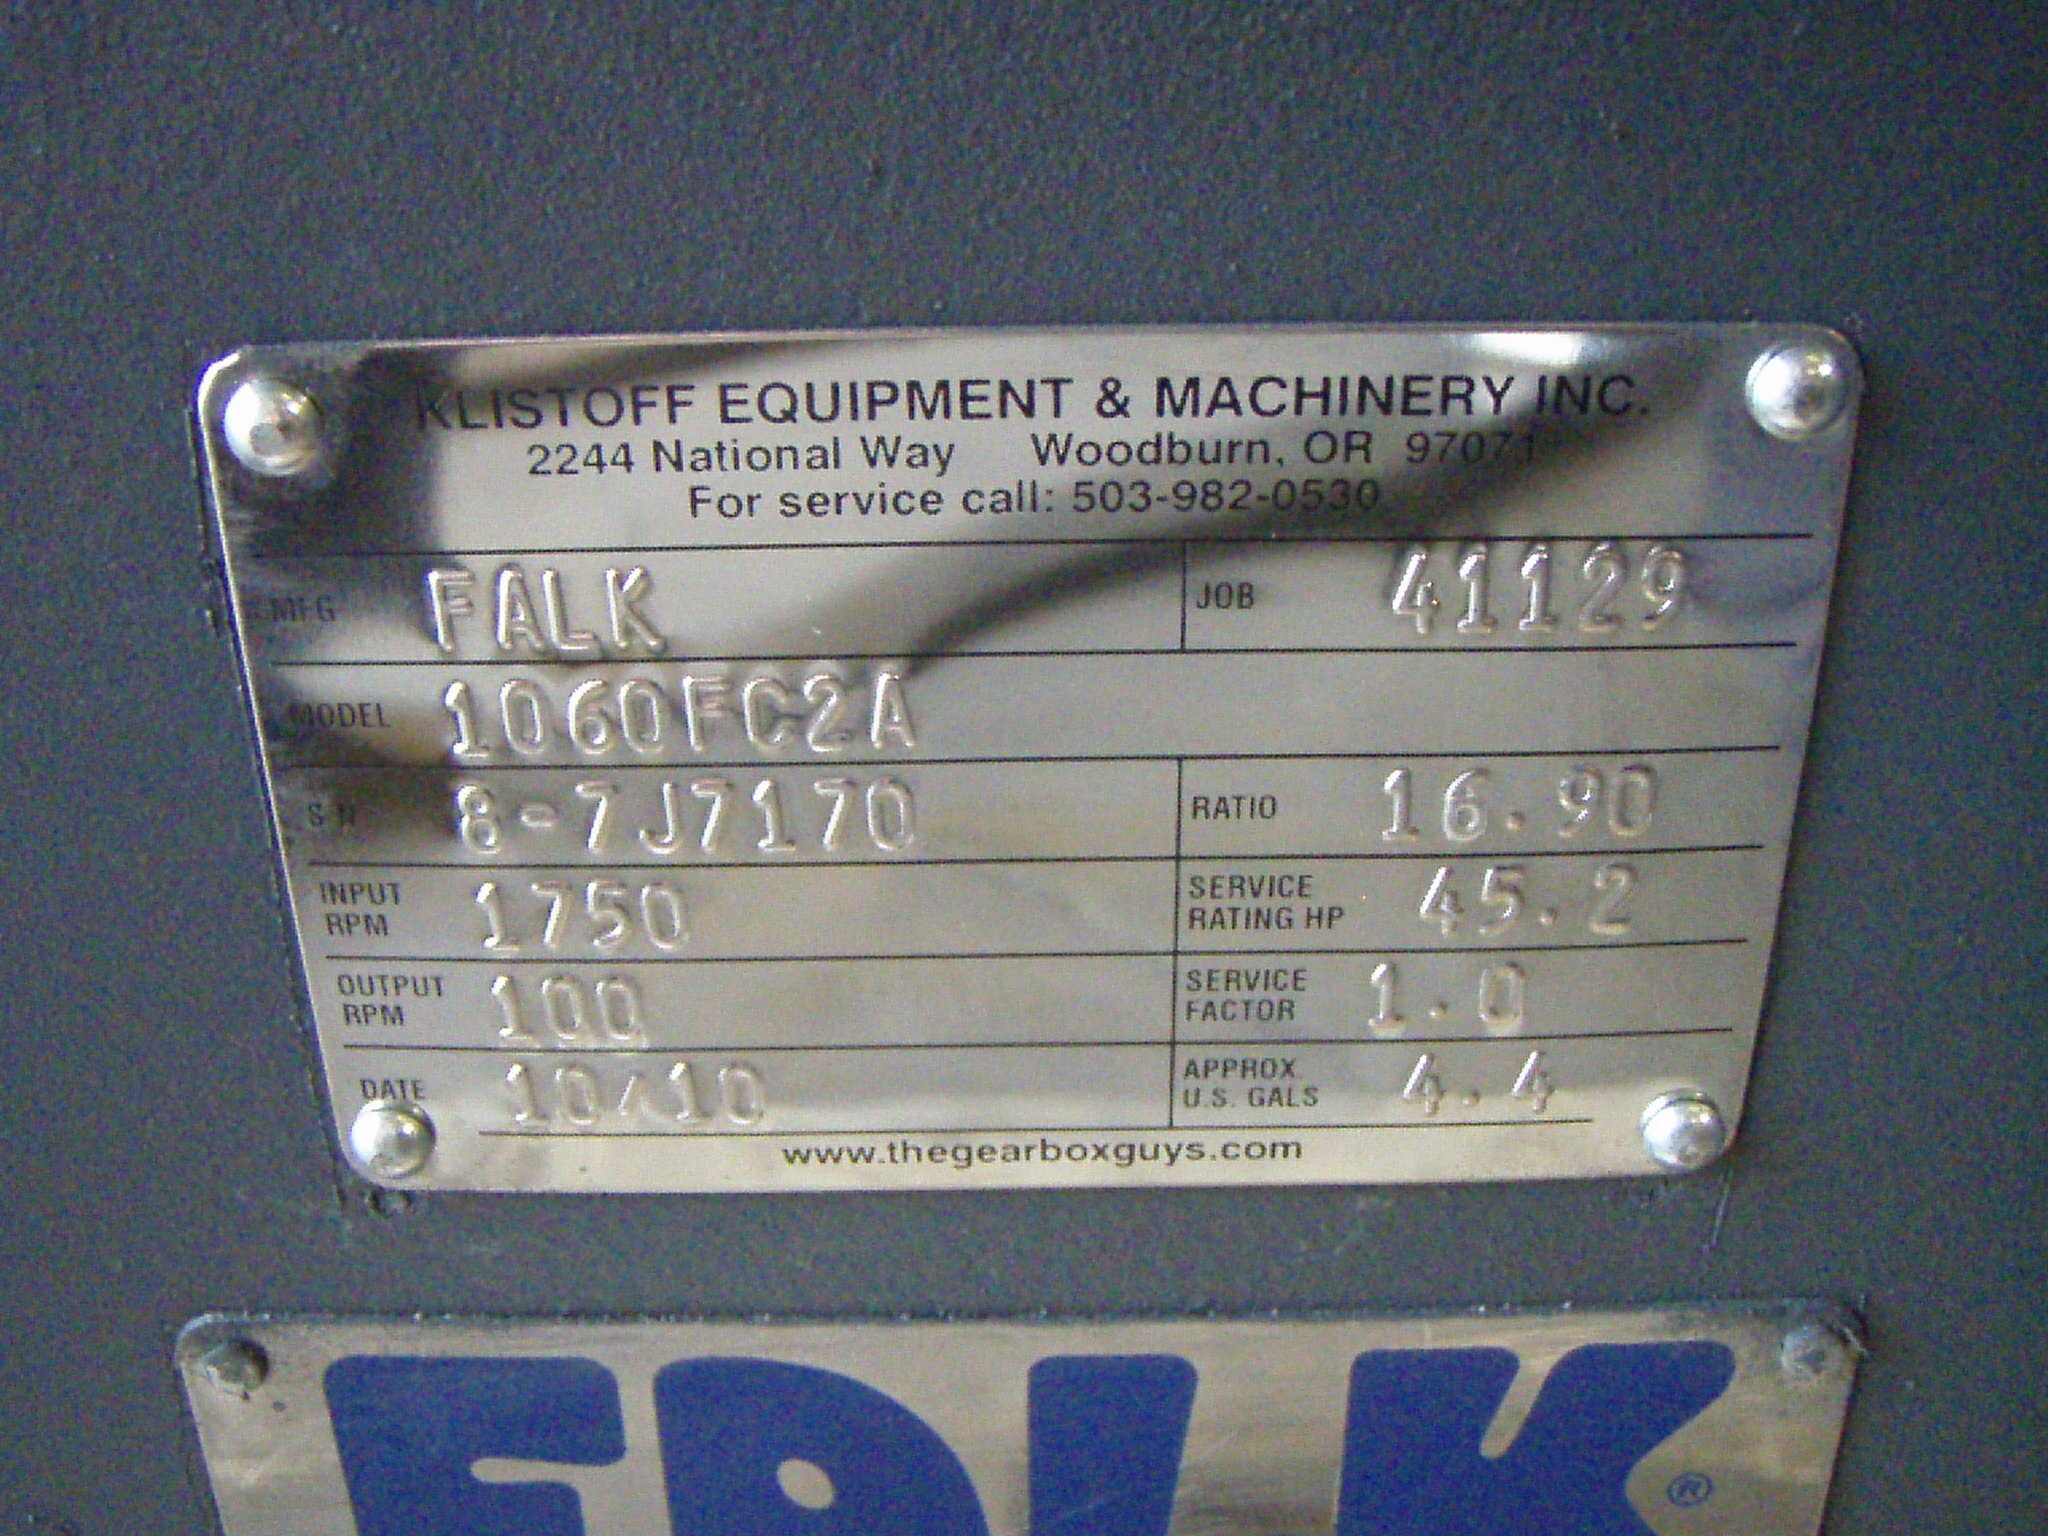 KLISTOFF EQUIPMENT & MACHINERY INC.
2244 National Way Woodburn, OR 97071
For service call: 503-982-0530
MFG FALK JOB 41129
MODEL 1060FC2A
S N 8-7J7170 RATIO 16.90
INPUT RPM 1750 SERVICE RATING HP 45.2
OUTPUT RPM 100 SERVICE FACTOR 1.0
DATE 10/10 APPROX. U.S. GALS 4.4
www.thegearboxguys.com
FALK ®